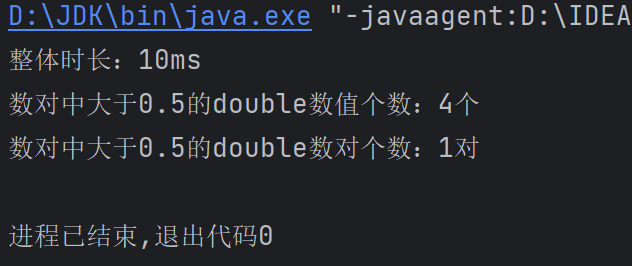 D:\JDK\bin\java.exe "-javaagent:D:\IDEA
整体时长：10ms
数对中大于0.5的double数值个数：4个
数对中大于0.5的double数对个数：1对
进程已结束,退出代码0